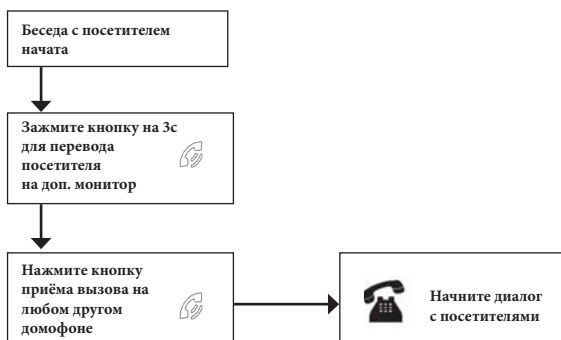 Беседа с посетителем
начата
Зажмите кнопку на 3с
для перевода
посетителя
на доп. монитор
Нажмите кнопку
приёма вызова на
любом другом
домофоне
Начните диалог
с посетителями